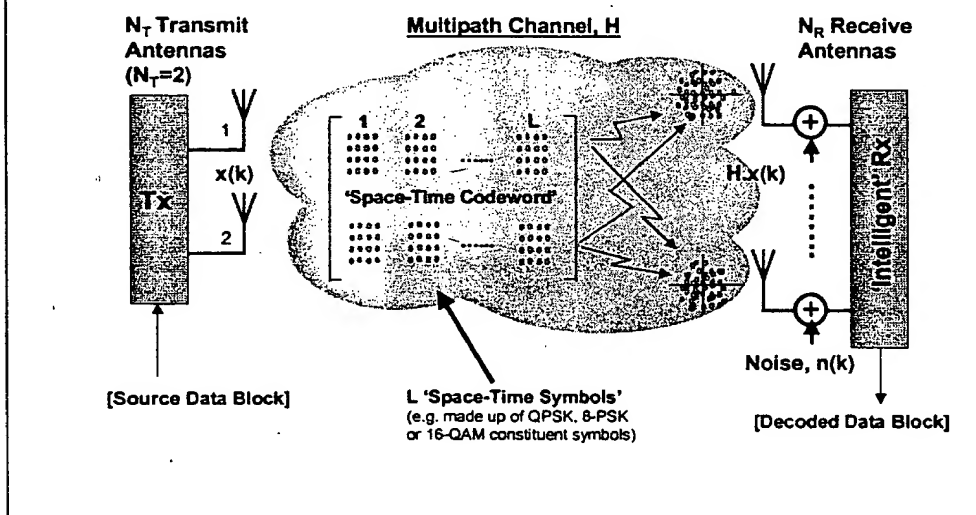 N_T Transmit
Antennas
(N_T=2)
Multipath Channel, H
N_R Receive
Antennas
1
x(k)
2
Tx
1 2 L
'Space-Time Codeword'
H.x(k)
+
+
'Intelligent' Rx
Noise, n(k)
[Source Data Block]
L 'Space-Time Symbols'
(e.g. made up of QPSK, 8-PSK
or 16-QAM constituent symbols)
[Decoded Data Block]